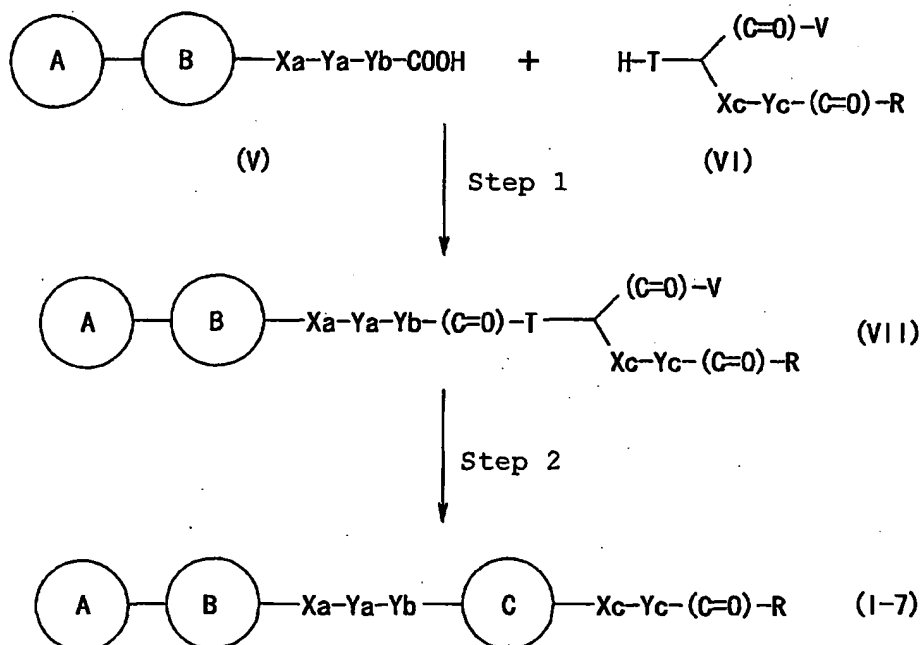 (C=O)-V
A B Xa-Ya-Yb-COOH + H-T
Xc-Yc-(C=O)-R
(V) (VI)
Step 1
(C=O)-V
A B Xa-Ya-Yb-(C=O)-T (VII)
Xc-Yc-(C=O)-R
Step 2
A B Xa-Ya-Yb C Xc-Yc-(C=O)-R (I-7)